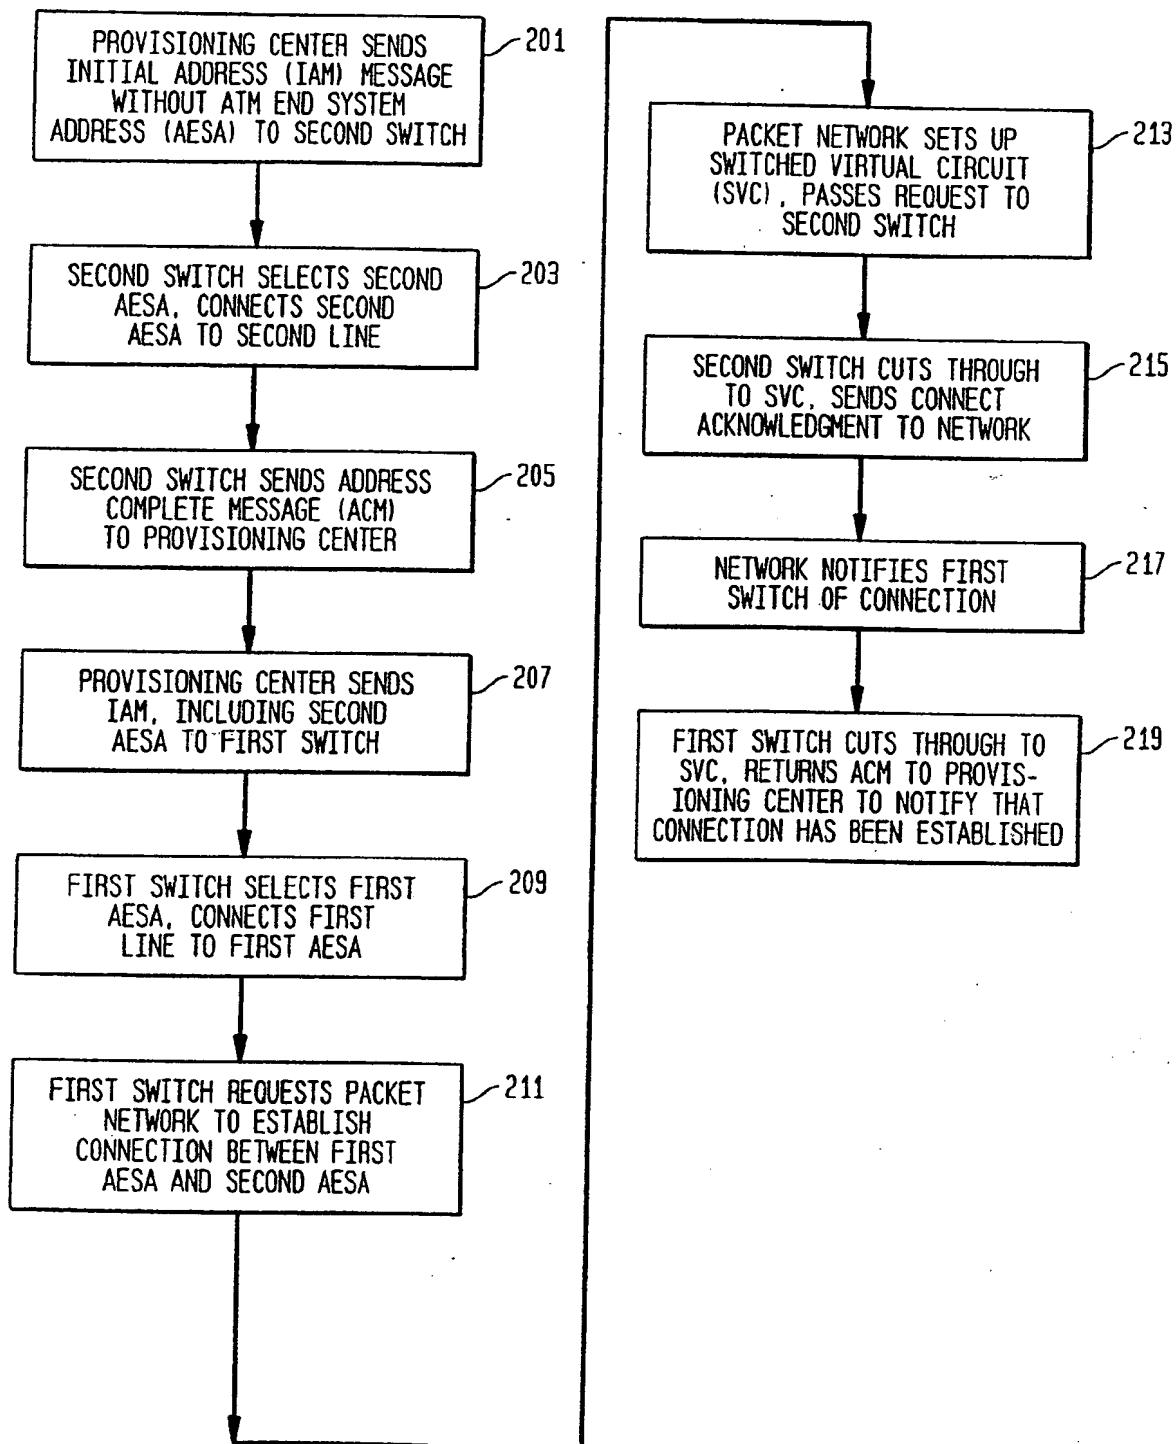 PROVISIONING CENTER SENDS
INITIAL ADDRESS (IAM) MESSAGE
WITHOUT ATM END SYSTEM
ADDRESS (AESA) TO SECOND SWITCH
201
SECOND SWITCH SELECTS SECOND
AESA, CONNECTS SECOND
AESA TO SECOND LINE
203
SECOND SWITCH SENDS ADDRESS
COMPLETE MESSAGE (ACM)
TO PROVISIONING CENTER
205
PROVISIONING CENTER SENDS
IAM, INCLUDING SECOND
AESA TO FIRST SWITCH
207
FIRST SWITCH SELECTS FIRST
AESA, CONNECTS FIRST
LINE TO FIRST AESA
209
FIRST SWITCH REQUESTS PACKET
NETWORK TO ESTABLISH
CONNECTION BETWEEN FIRST
AESA AND SECOND AESA
211
PACKET NETWORK SETS UP
SWITCHED VIRTUAL CIRCUIT
(SVC), PASSES REQUEST TO
SECOND SWITCH
213
SECOND SWITCH CUTS THROUGH
TO SVC, SENDS CONNECT
ACKNOWLEDGMENT TO NETWORK
215
NETWORK NOTIFIES FIRST
SWITCH OF CONNECTION
217
FIRST SWITCH CUTS THROUGH TO
SVC, RETURNS ACM TO PROVIS-
IONING CENTER TO NOTIFY THAT
CONNECTION HAS BEEN ESTABLISHED
219